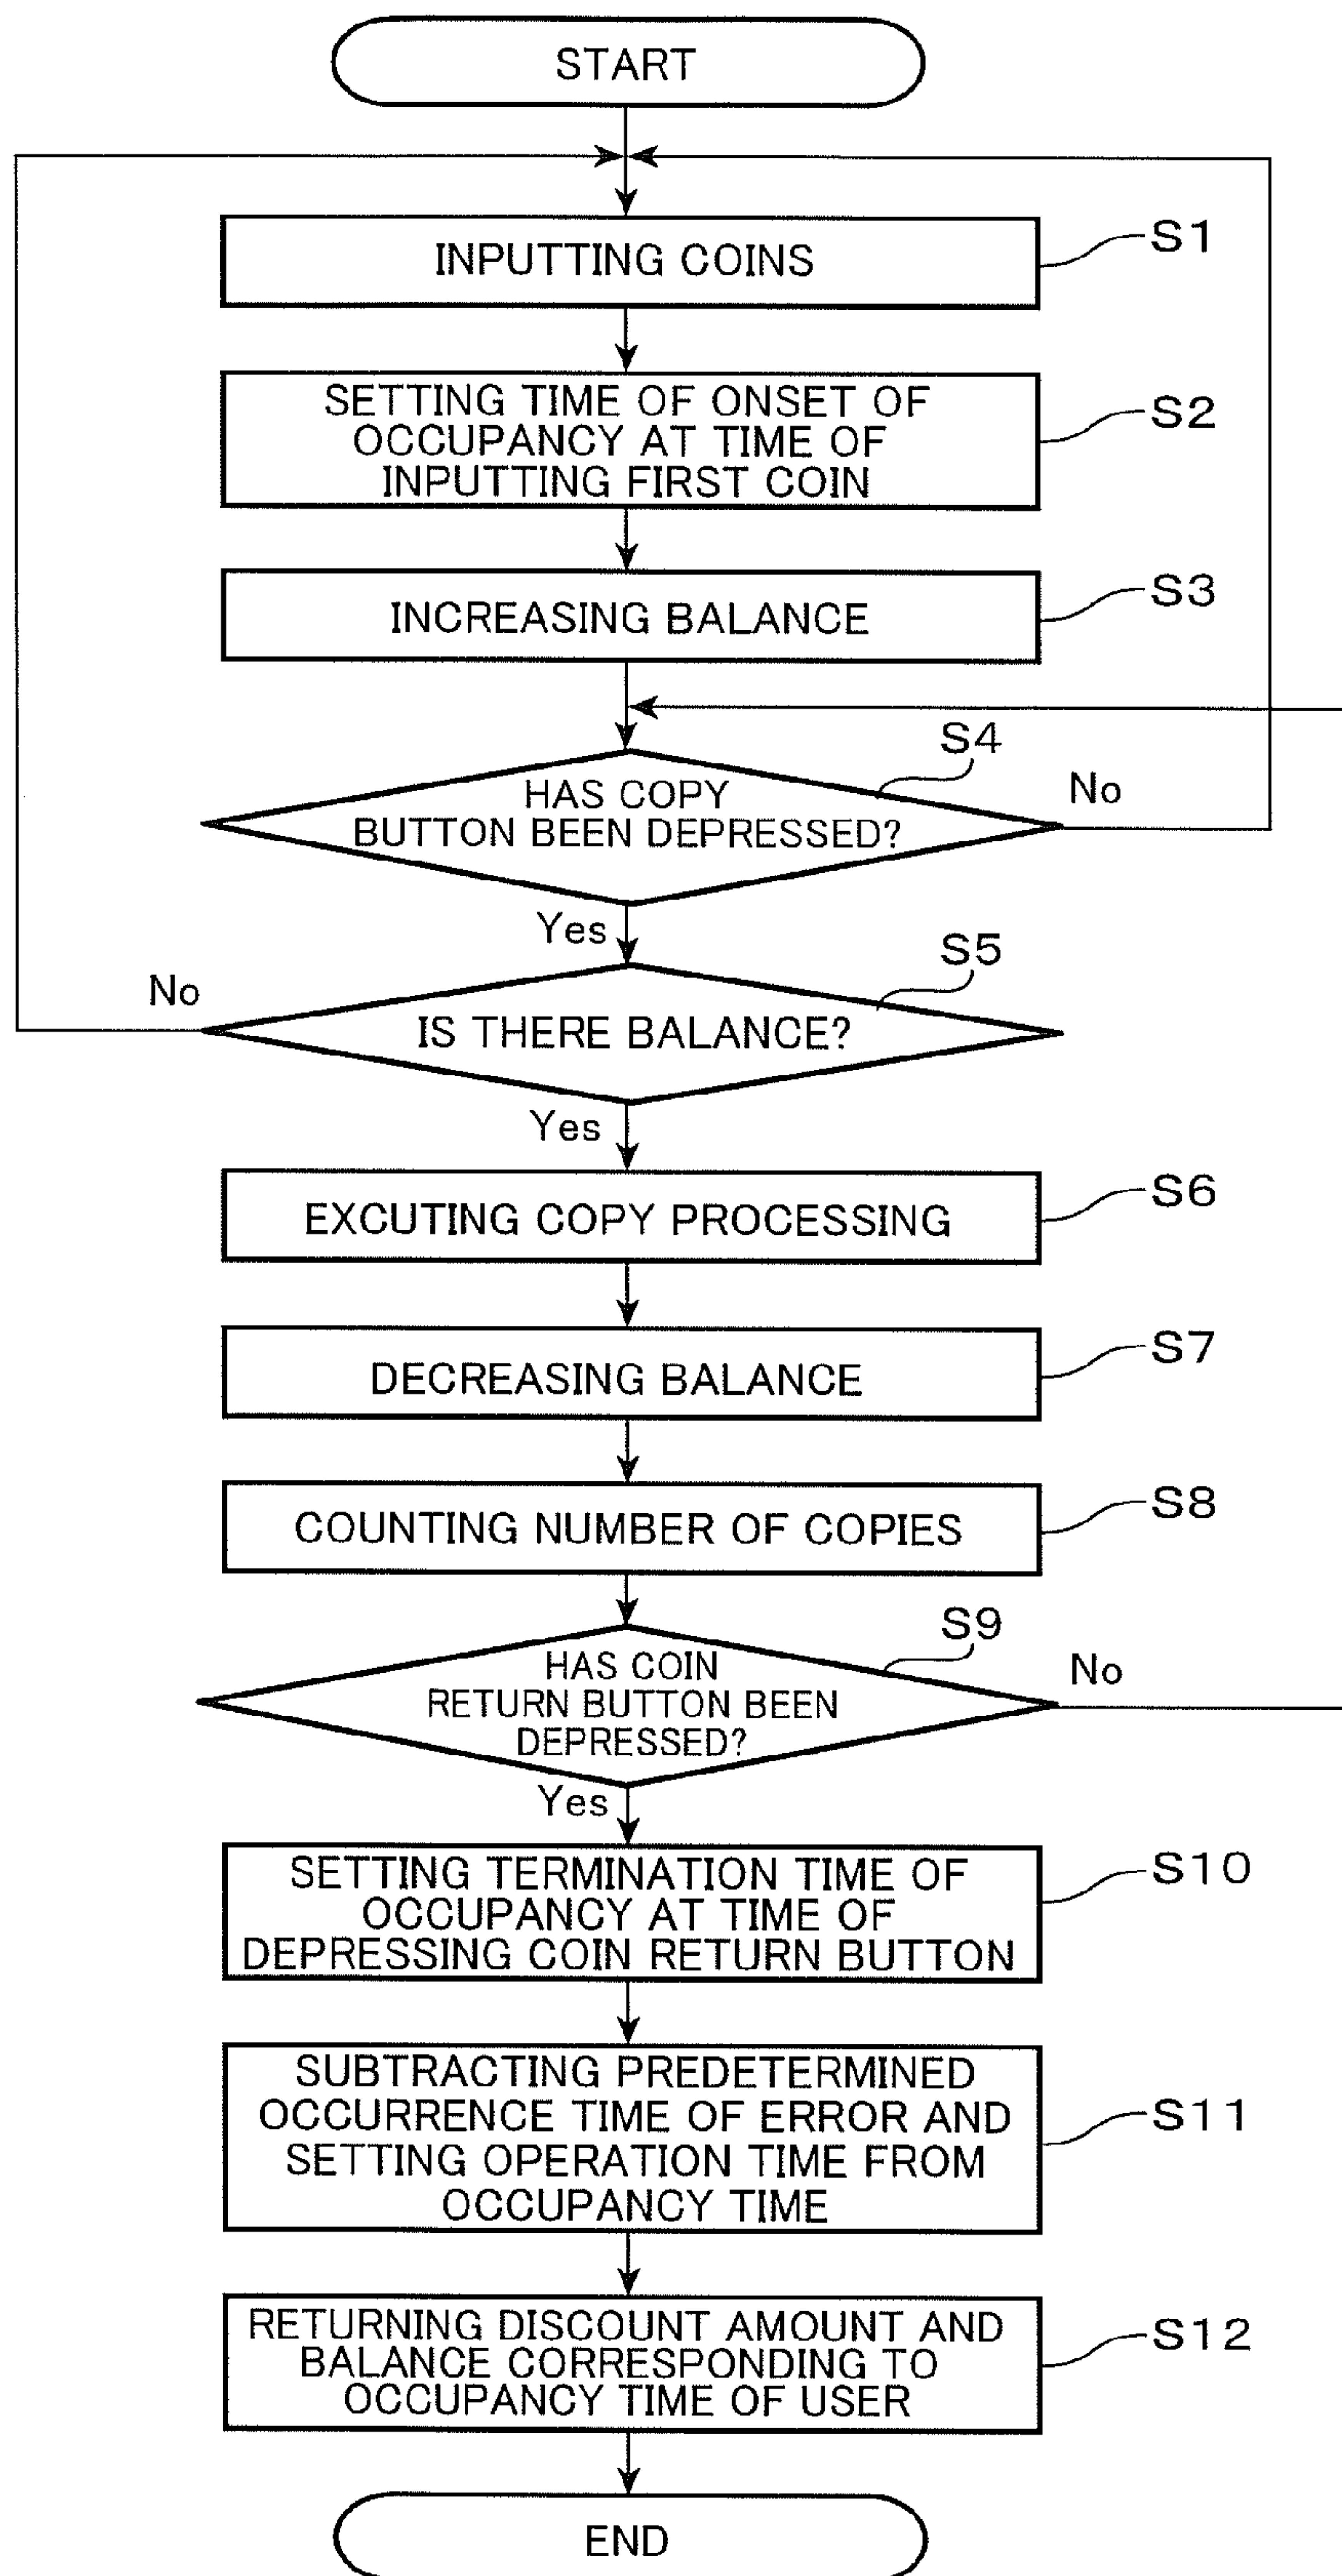 START
INPUTTING COINS
S1
SETTING TIME OF ONSET OF
OCCUPANCY AT TIME OF
INPUTTING FIRST COIN
S2
INCREASING BALANCE
S3
S4
HAS COPY
BUTTON BEEN DEPRESSED?
No
Yes
S5
No
IS THERE BALANCE?
Yes
EXCUTING COPY PROCESSING
S6
DECREASING BALANCE
S7
COUNTING NUMBER OF COPIES
S8
S9
HAS COIN
RETURN BUTTON BEEN
DEPRESSED?
No
Yes
SETTING TERMINATION TIME OF
OCCUPANCY AT TIME OF
DEPRESSING COIN RETURN BUTTON
S10
SUBTRACTING PREDETERMINED
OCCURRENCE TIME OF ERROR AND
SETTING OPERATION TIME FROM
OCCUPANCY TIME
S11
RETURNING DISCOUNT AMOUNT AND
BALANCE CORRESPONDING TO
OCCUPANCY TIME OF USER
S12
END